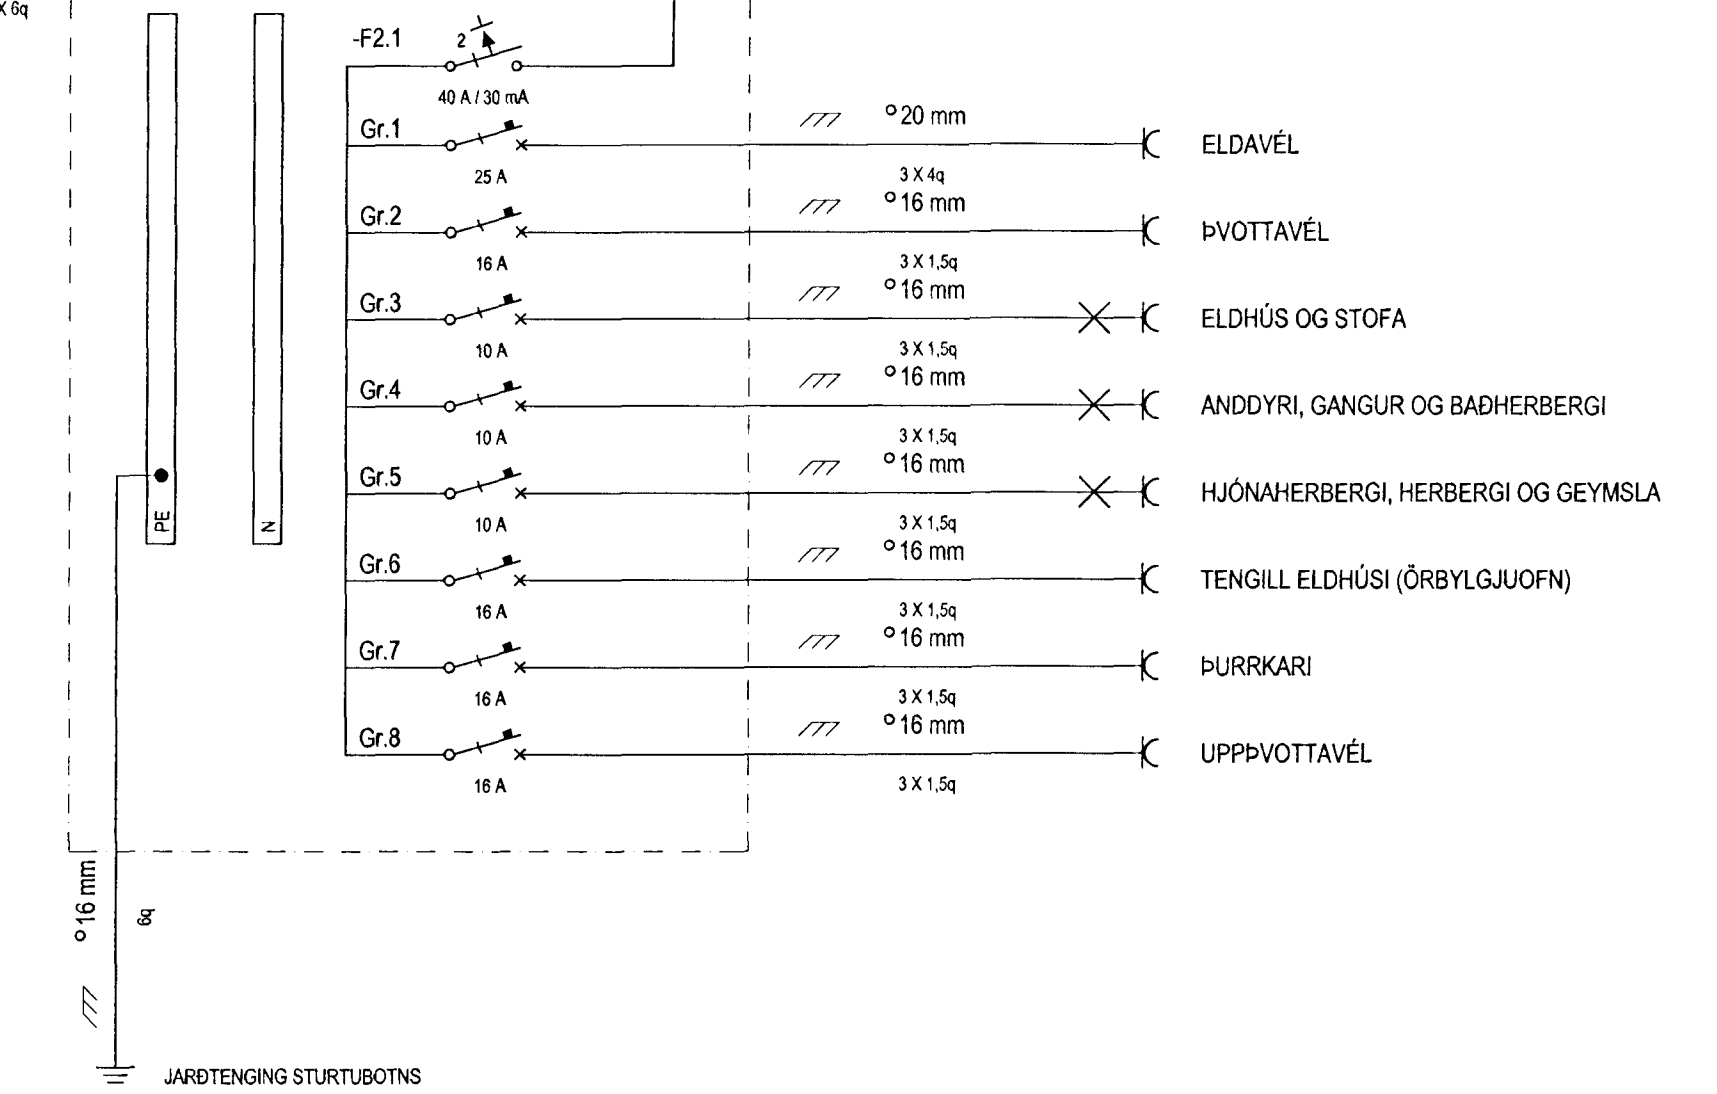 X 6q
-F2.1
2
40 A / 30 mA
Gr.1
25 A
20 mm
3 X 4q
ELDAVÉL
Gr.2
16 A
16 mm
3 X 1,5q
ÞVOTTAVÉL
Gr.3
10 A
16 mm
3 X 1,5q
ELDHÚS OG STOFA
Gr.4
10 A
16 mm
3 X 1,5q
ANDDYRI, GANGUR OG BAÐHERBERGI
Gr.5
10 A
16 mm
3 X 1,5q
HJÓNAHERBERGI, HERBERGI OG GEYMSLA
Gr.6
16 A
16 mm
3 X 1,5q
TENGILL ELDHÚSI (ÖRBYLGJUOFN)
Gr.7
16 A
16 mm
3 X 1,5q
ÞURRKARI
Gr.8
16 A
16 mm
3 X 1,5q
UPPÞVOTTAVÉL
PE
N
16 mm
6q
JARÐTENGING STURTUBOTNS